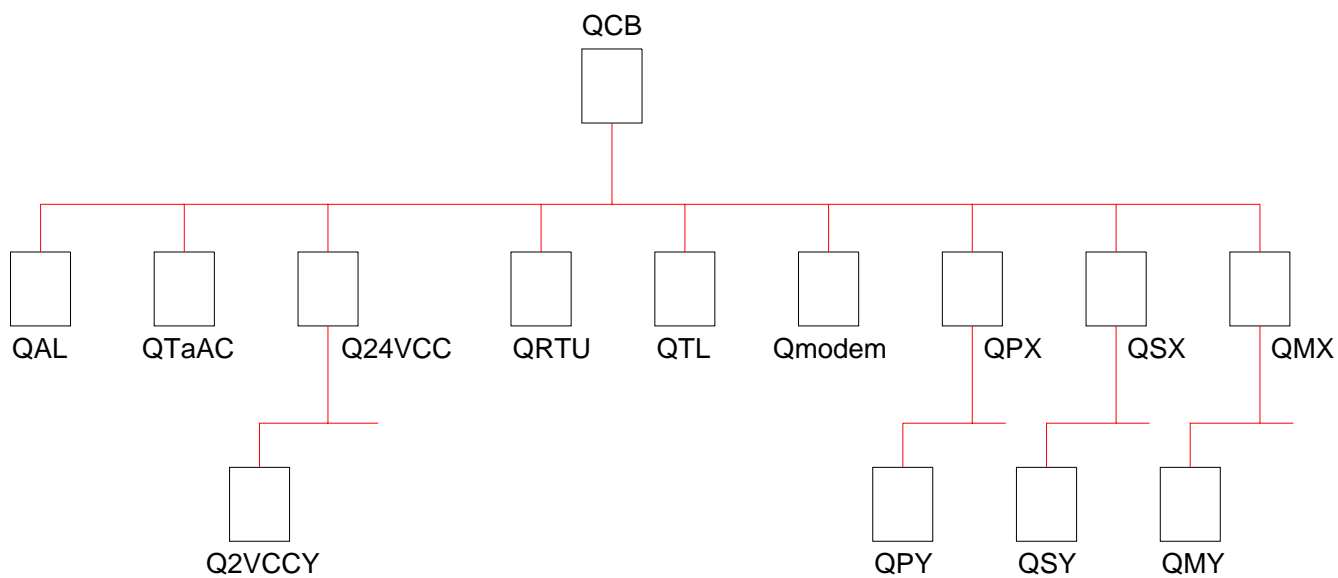 QCB
QAL
QTaAC
Q24VCC
QRTU
QTL
Qmodem
QPX
QSX
QMX
Q2VCCY
QPY
QSY
QMY